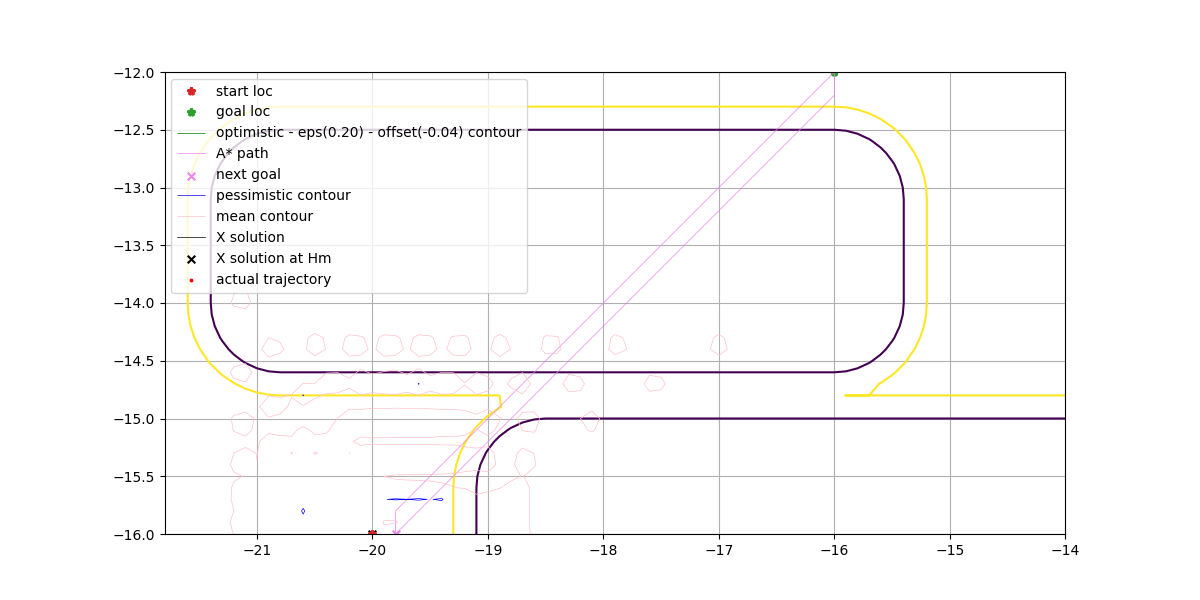 −12.0
start loc
goal loc
−12.5
optimistic - eps(0.20) - offset(-0.04) contour
A* path
next goal
−13.0
pessimistic contour
mean contour
−13.5
X solution
X solution at Hm
actual trajectory
−14.0
−14.5
−15.0
−15.5
−16.0
−21 −20 −19 −18 −17 −16 −15 −14